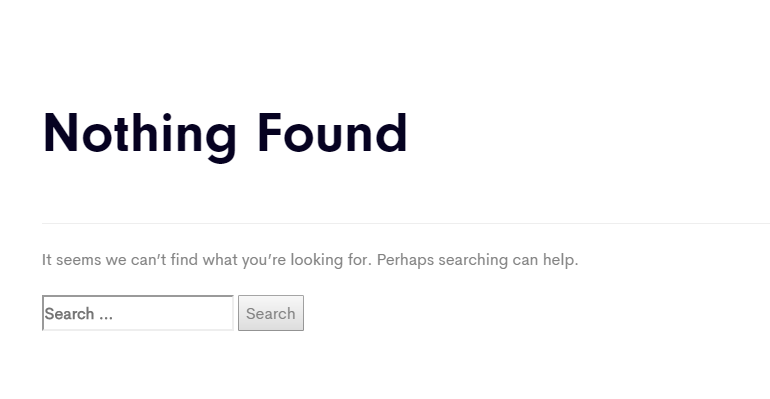 Nothing Found
It seems we can’t find what you’re looking for. Perhaps searching can help.
Search … Search